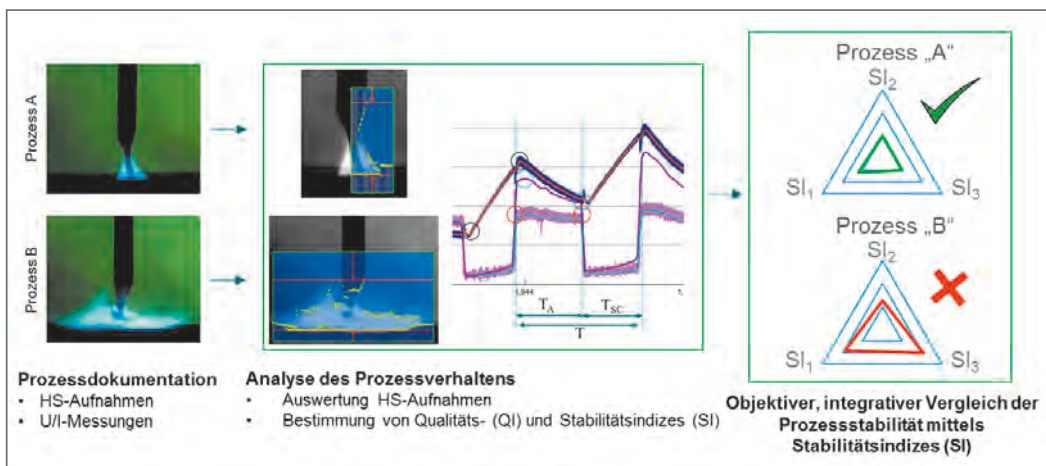 Prozess A
Prozess B
1,944
1,
T_A
T_SC
T
Prozess „A“
SI₂
SI₁
SI₃
Prozess „B“
SI₂
SI₁
SI₃
Prozessdokumentation
• HS-Aufnahmen
• U/I-Messungen
Analyse des Prozessverhaltens
• Auswertung HS-Aufnahmen
• Bestimmung von Qualitäts- (QI) und Stabilitätsindizes (SI)
Objektiver, integrativer Vergleich der
Prozessstabilität mittels
Stabilitätsindizes (SI)